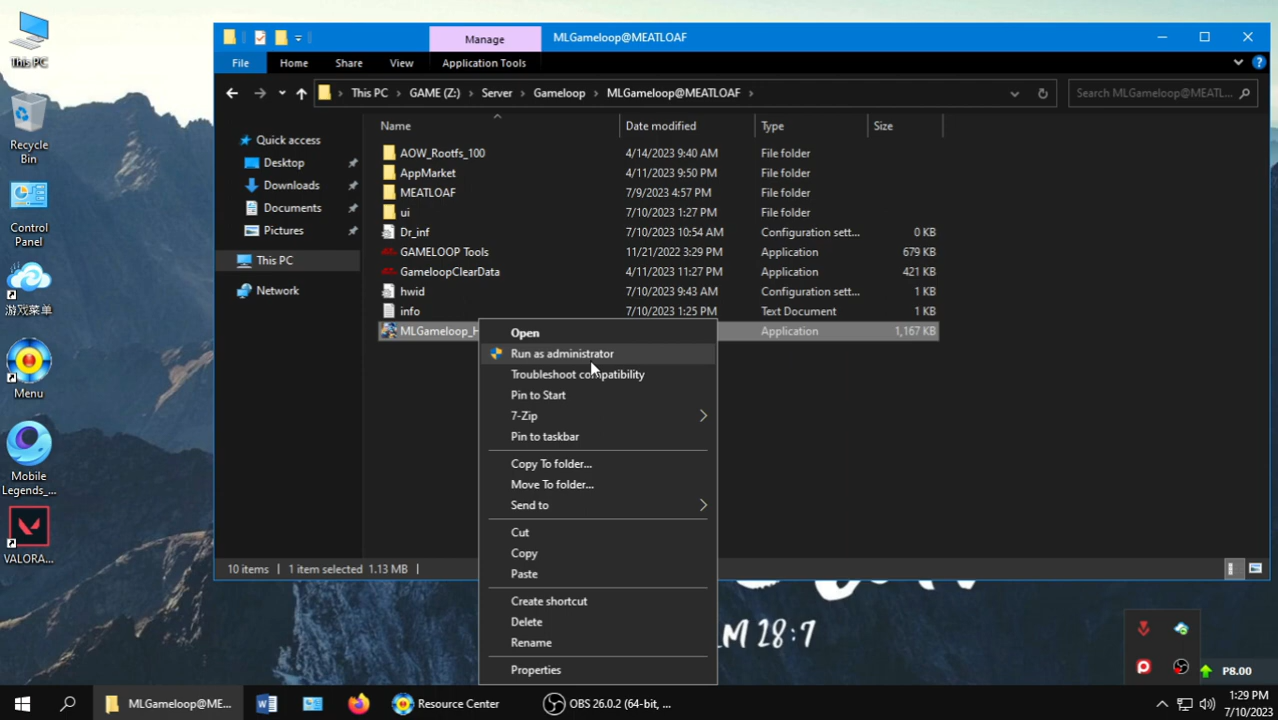 This PC
Recycle
Bin
Control
Panel
游戏菜单
Menu
Mobile
Legends_...
VALORA...
Manage
MLGameloop@MEATLOAF
File
Home
Share
View
Application Tools
This PC
GAME (Z:)
Server
Gameloop
MLGameloop@MEATLOAF
Search MLGameloop@MEATL...
Quick access
Desktop
Downloads
Documents
Pictures
This PC
Network
Name
Date modified
Type
Size
AOW_Rootfs_100 4/14/2023 9:40 AM File folder
AppMarket 4/11/2023 9:50 PM File folder
MEATLOAF 7/9/2023 4:57 PM File folder
ui 7/10/2023 1:27 PM File folder
Dr_inf 7/10/2023 10:54 AM Configuration sett... 0 KB
GAMELOOP Tools 11/21/2022 3:29 PM Application 679 KB
GameloopClearData 4/11/2023 11:27 PM Application 421 KB
hwid 7/10/2023 9:43 AM Configuration sett... 1 KB
info 7/10/2023 1:25 PM Text Document 1 KB
MLGameloop_H Application 1,167 KB
Open
Run as administrator
Troubleshoot compatibility
Pin to Start
7-Zip
Pin to taskbar
Copy To folder...
Move To folder...
Send to
Cut
Copy
Paste
Create shortcut
Delete
Rename
Properties
10 items
1 item selected 1.13 MB
M 28:7
P8.00
MLGameloop@ME...
Resource Center
OBS 26.0.2 (64-bit, ...
1:29 PM
7/10/2023